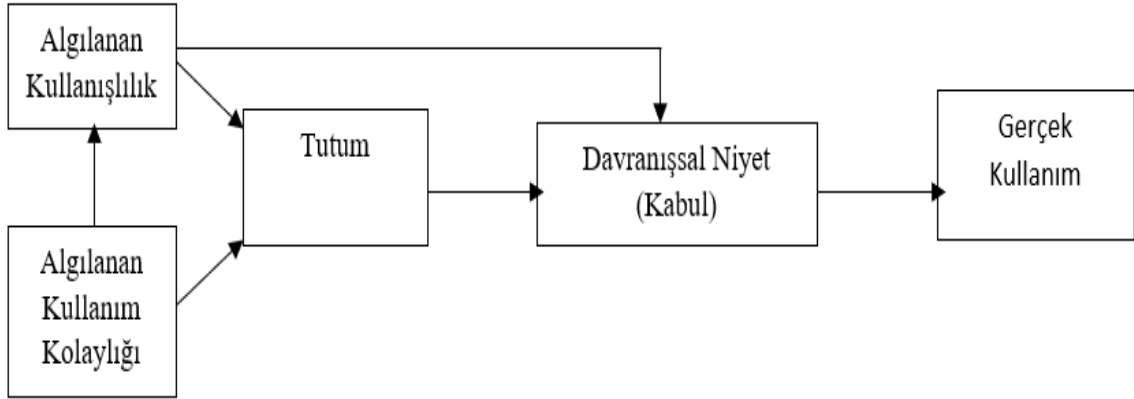 Algılanan
Kullanışlılık
Tutum
Davranışsal Niyet
(Kabul)
Gerçek
Kullanım
Algılanan
Kullanım
Kolaylığı